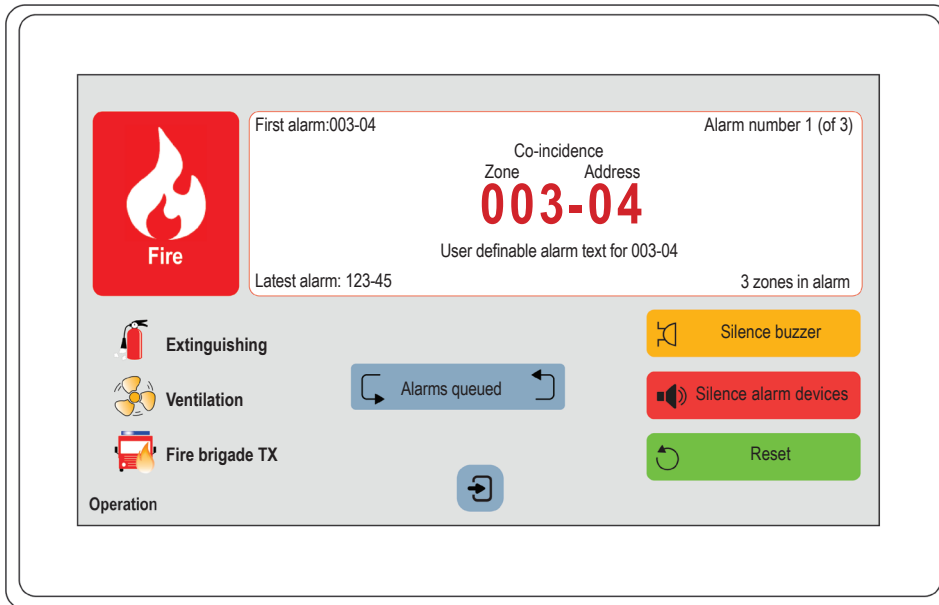 Fire
First alarm:003-04
Alarm number 1 (of 3)
Co-incidence
Zone Address
003-04
User definable alarm text for 003-04
Latest alarm: 123-45
3 zones in alarm
Extinguishing
Ventilation
Fire brigade TX
Operation
Alarms queued
Silence buzzer
Silence alarm devices
Reset